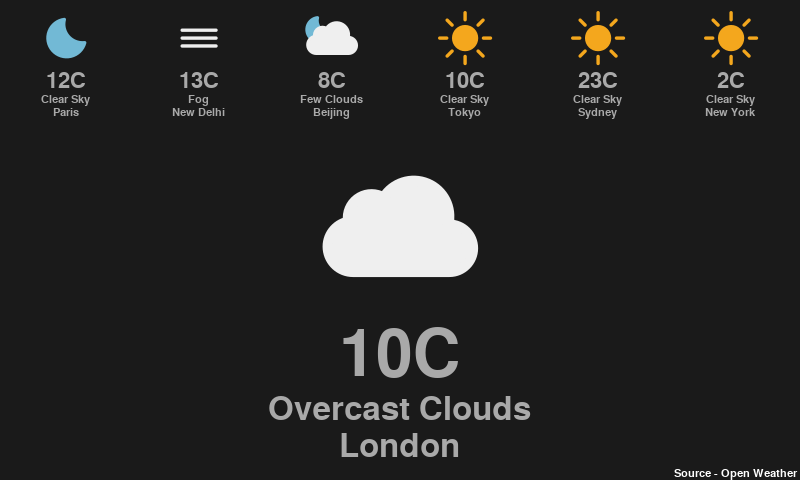 12C
Clear Sky
Paris
13C
Fog
New Delhi
8C
Few Clouds
Beijing
10C
Clear Sky
Tokyo
23C
Clear Sky
Sydney
2C
Clear Sky
New York
10C
Overcast Clouds
London
Source - Open Weather